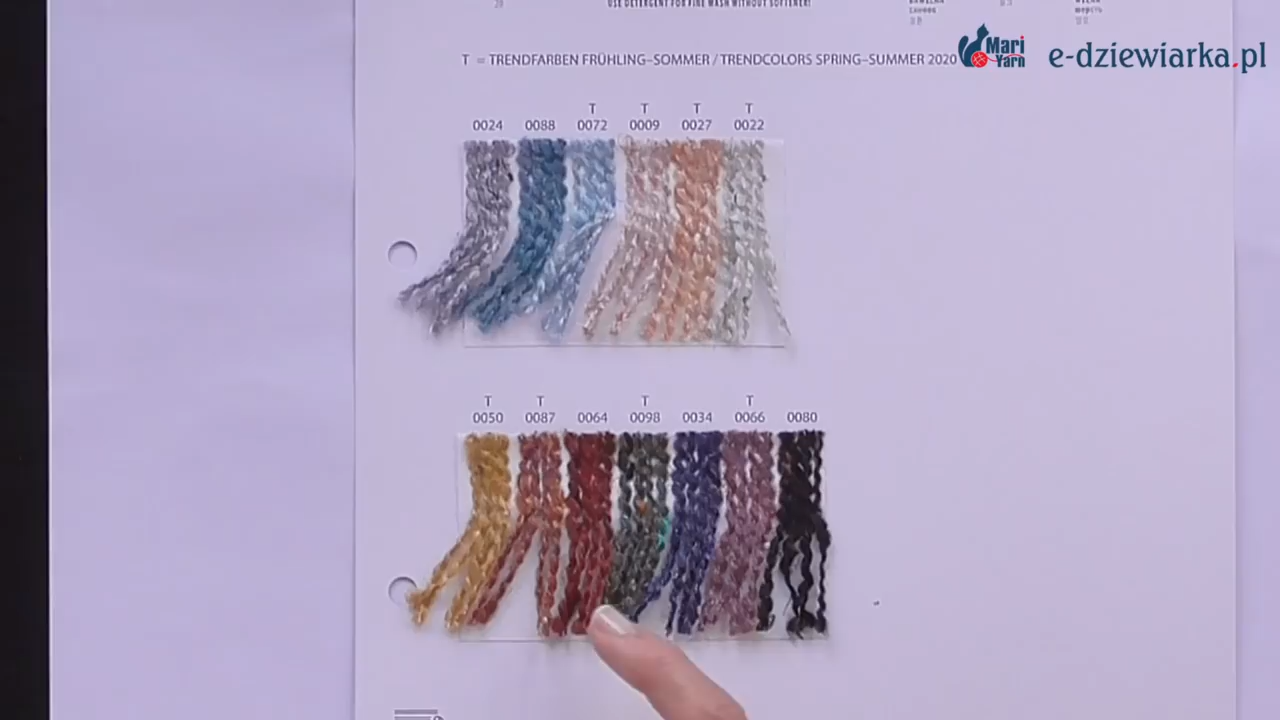 USE DETERGENT FOR FINE WASH WITHOUT SOFTENER!
шерсть
Mari
Yarn
e-dziewiarka.pl
T = TRENDFARBEN FRÜHLING–SOMMER / TRENDCOLORS SPRING–SUMMER 2020
T T T T
0024 0088 0072 0009 0027 0022
T T T T
0050 0087 0064 0098 0034 0066 0080